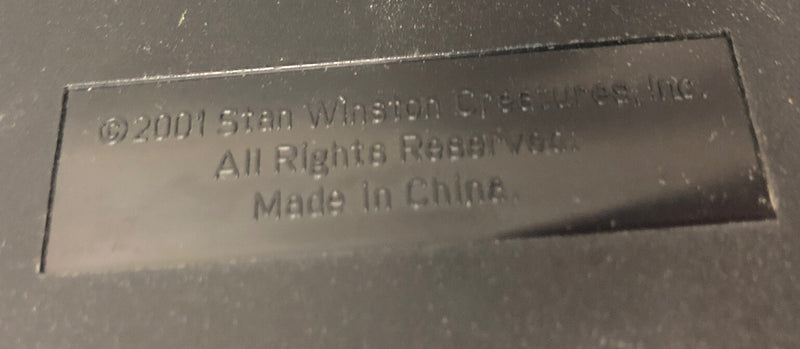 ©2001 Stan Winston Creatures, Inc.
All Rights Reserved.
Made in China.